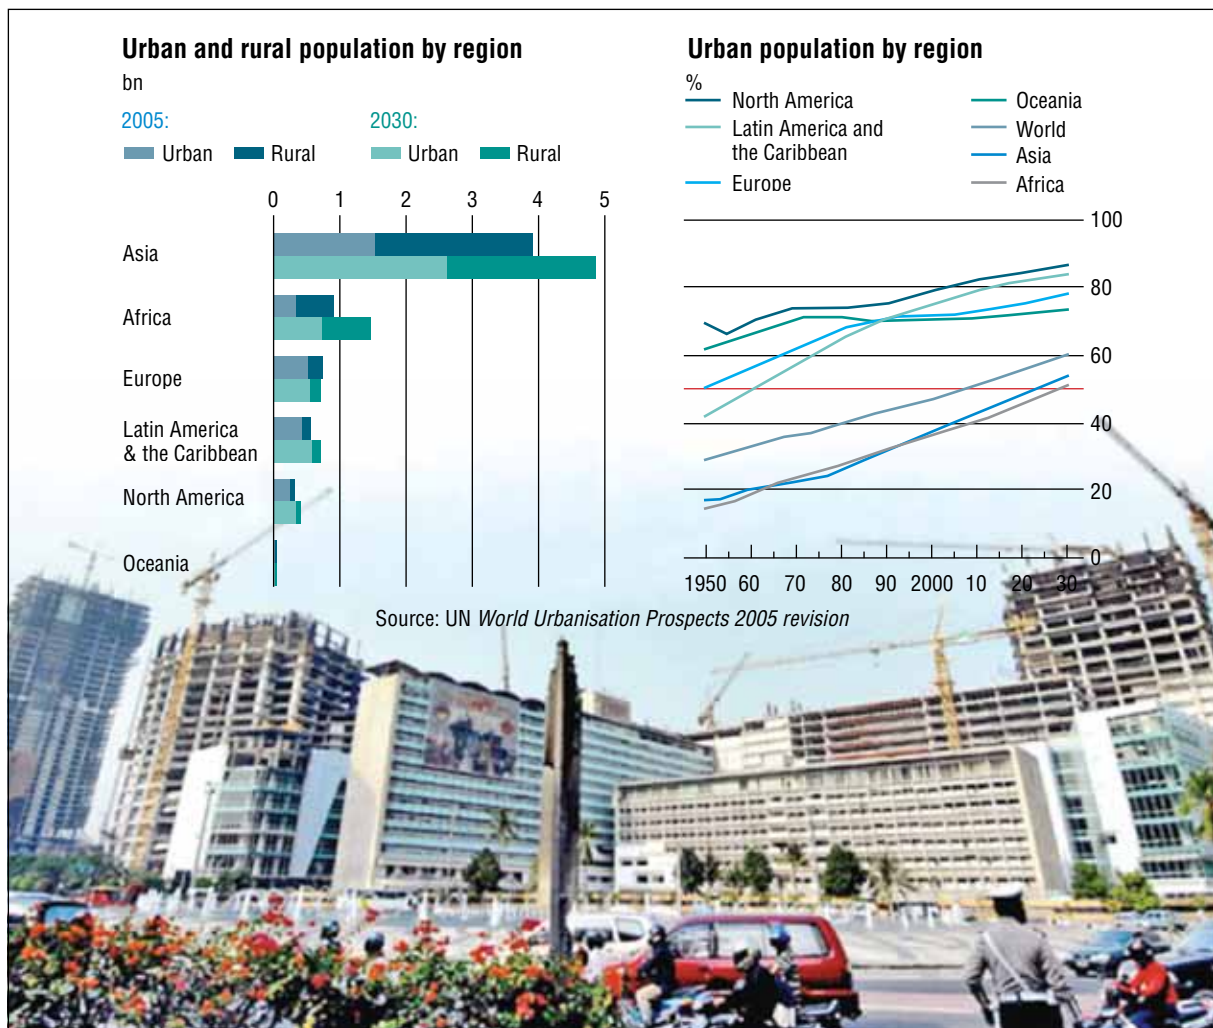 Urban and rural population by region
bn
2005:
2030:
Urban
Rural
Urban
Rural
0 1 2 3 4 5
Asia
Africa
Europe
Latin America
& the Caribbean
North America
Oceania
Urban population by region
%
North America
Latin America and
the Caribbean
Europe
Oceania
World
Asia
Africa
100
80
60
40
20
0
1950 60 70 80 90 2000 10 20 30
Source: UN World Urbanisation Prospects 2005 revision